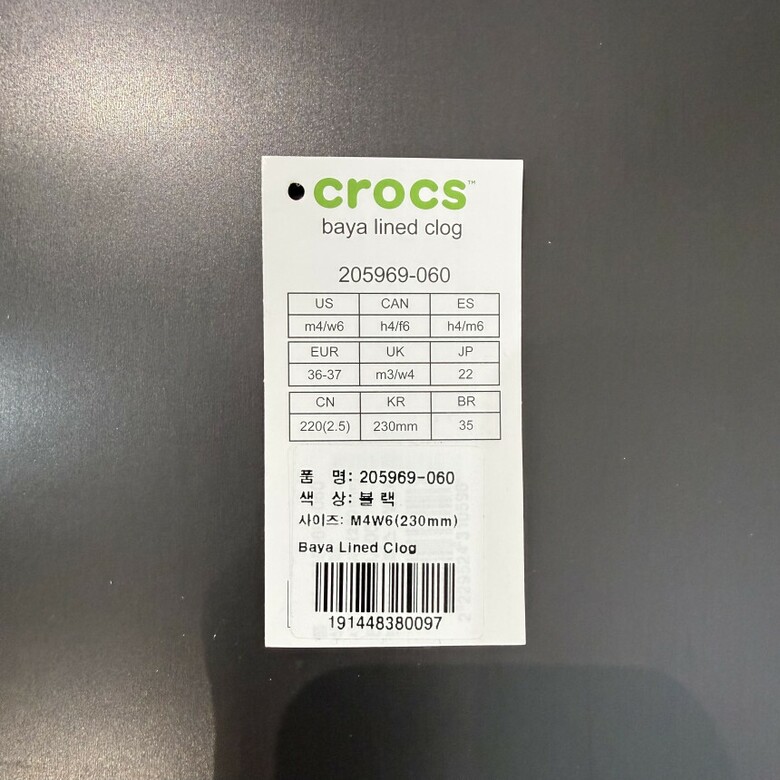 crocs™
baya lined clog
205969-060
US CAN ES
m4/w6 h4/f6 h4/m6
EUR UK JP
36-37 m3/w4 22
CN KR BR
220(2.5) 230mm 35
품 명: 205969-060
색 상: 블랙
사이즈: M4W6(230mm)
Baya Lined Clog
191448380097